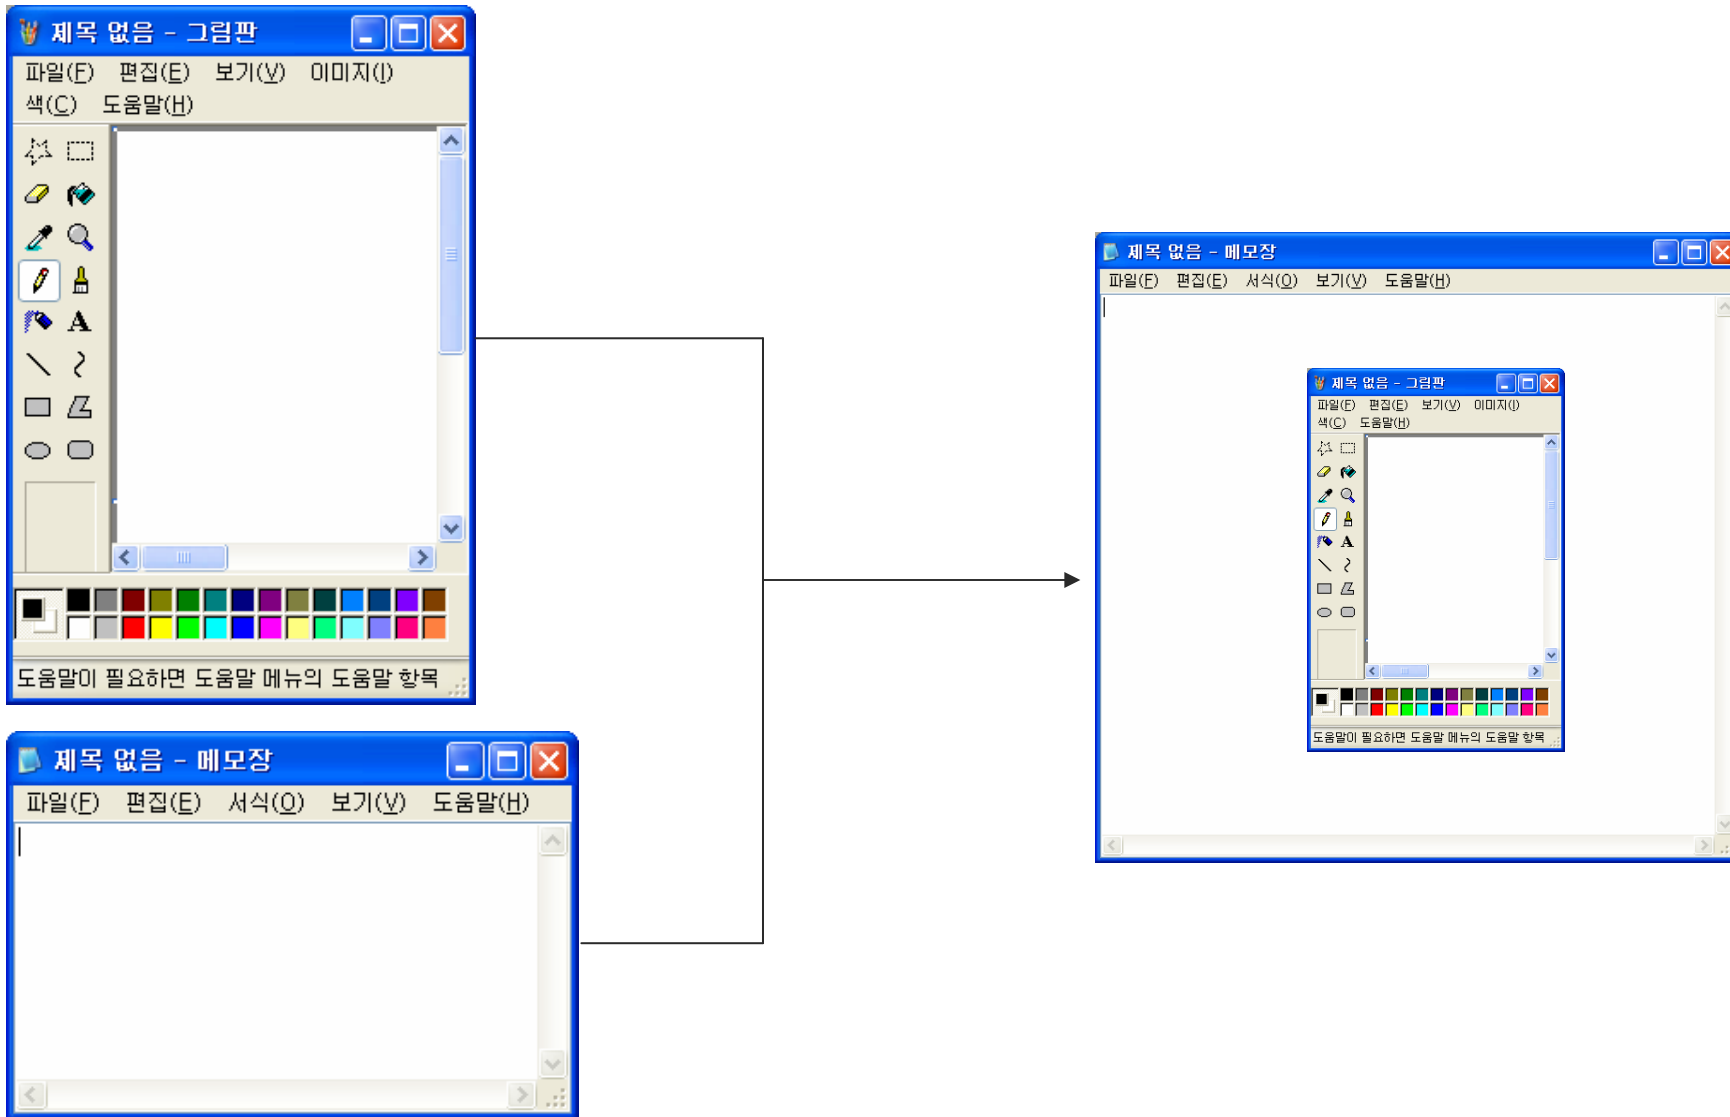 제목 없음 - 그림판
파일(F) 편집(E) 보기(V) 이미지(I)
색(C) 도움말(H)
A
도움말이 필요하면 도움말 메뉴의 도움말 항목
제목 없음 - 메모장
파일(F) 편집(E) 서식(O) 보기(V) 도움말(H)
제목 없음 - 메모장
파일(F) 편집(E) 서식(O) 보기(V) 도움말(H)
제목 없음 - 그림판
파일(F) 편집(E) 보기(V) 이미지(I)
색(C) 도움말(H)
A
도움말이 필요하면 도움말 메뉴의 도움말 항목